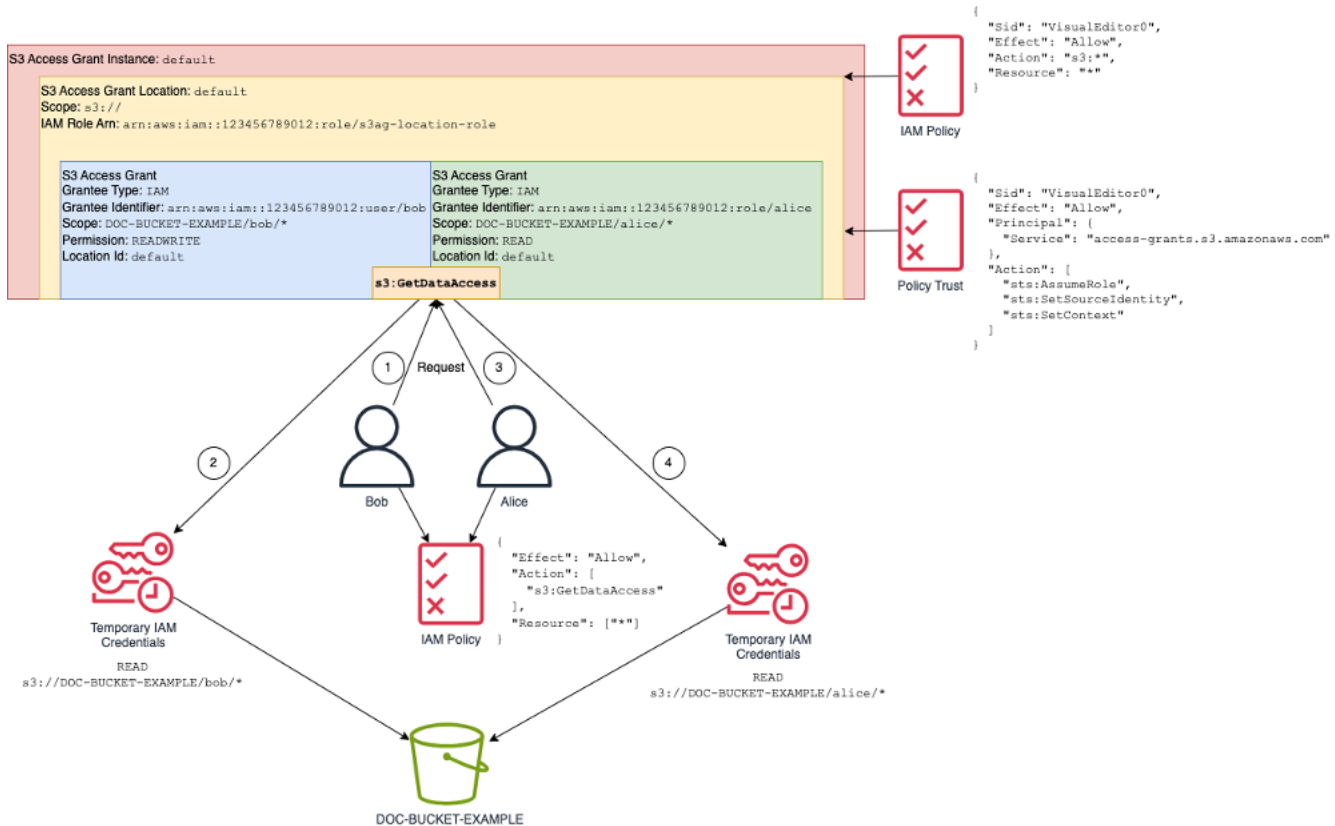 S3 Access Grant Instance: default
S3 Access Grant Location: default
Scope: s3://
IAM Role Arn: arn:aws:iam::123456789012:role/s3ag-location-role
S3 Access Grant
Grantee Type: IAM
Grantee Identifier: arn:aws:iam::123456789012:user/bob
Scope: DOC-BUCKET-EXAMPLE/bob/*
Permission: READWRITE
Location Id: default
S3 Access Grant
Grantee Type: IAM
Grantee Identifier: arn:aws:iam::123456789012:role/alice
Scope: DOC-BUCKET-EXAMPLE/alice/*
Permission: READ
Location Id: default
s3:GetDataAccess
{
"Sid": "VisualEditor0",
"Effect": "Allow",
"Action": "s3:*",
"Resource": "*"
}
IAM Policy
{
"Sid": "VisualEditor0",
"Effect": "Allow",
"Principal": {
"Service": "access-grants.s3.amazonaws.com"
},
"Action": [
"sts:AssumeRole",
"sts:SetSourceIdentity",
"sts:SetContext"
]
}
Policy Trust
1
Request
3
2
4
Bob
Alice
{
"Effect": "Allow",
"Action": [
"s3:GetDataAccess"
],
"Resource": ["*"]
}
IAM Policy
Temporary IAM
Credentials
READ
s3://DOC-BUCKET-EXAMPLE/bob/*
Temporary IAM
Credentials
READ
s3://DOC-BUCKET-EXAMPLE/alice/*
DOC-BUCKET-EXAMPLE